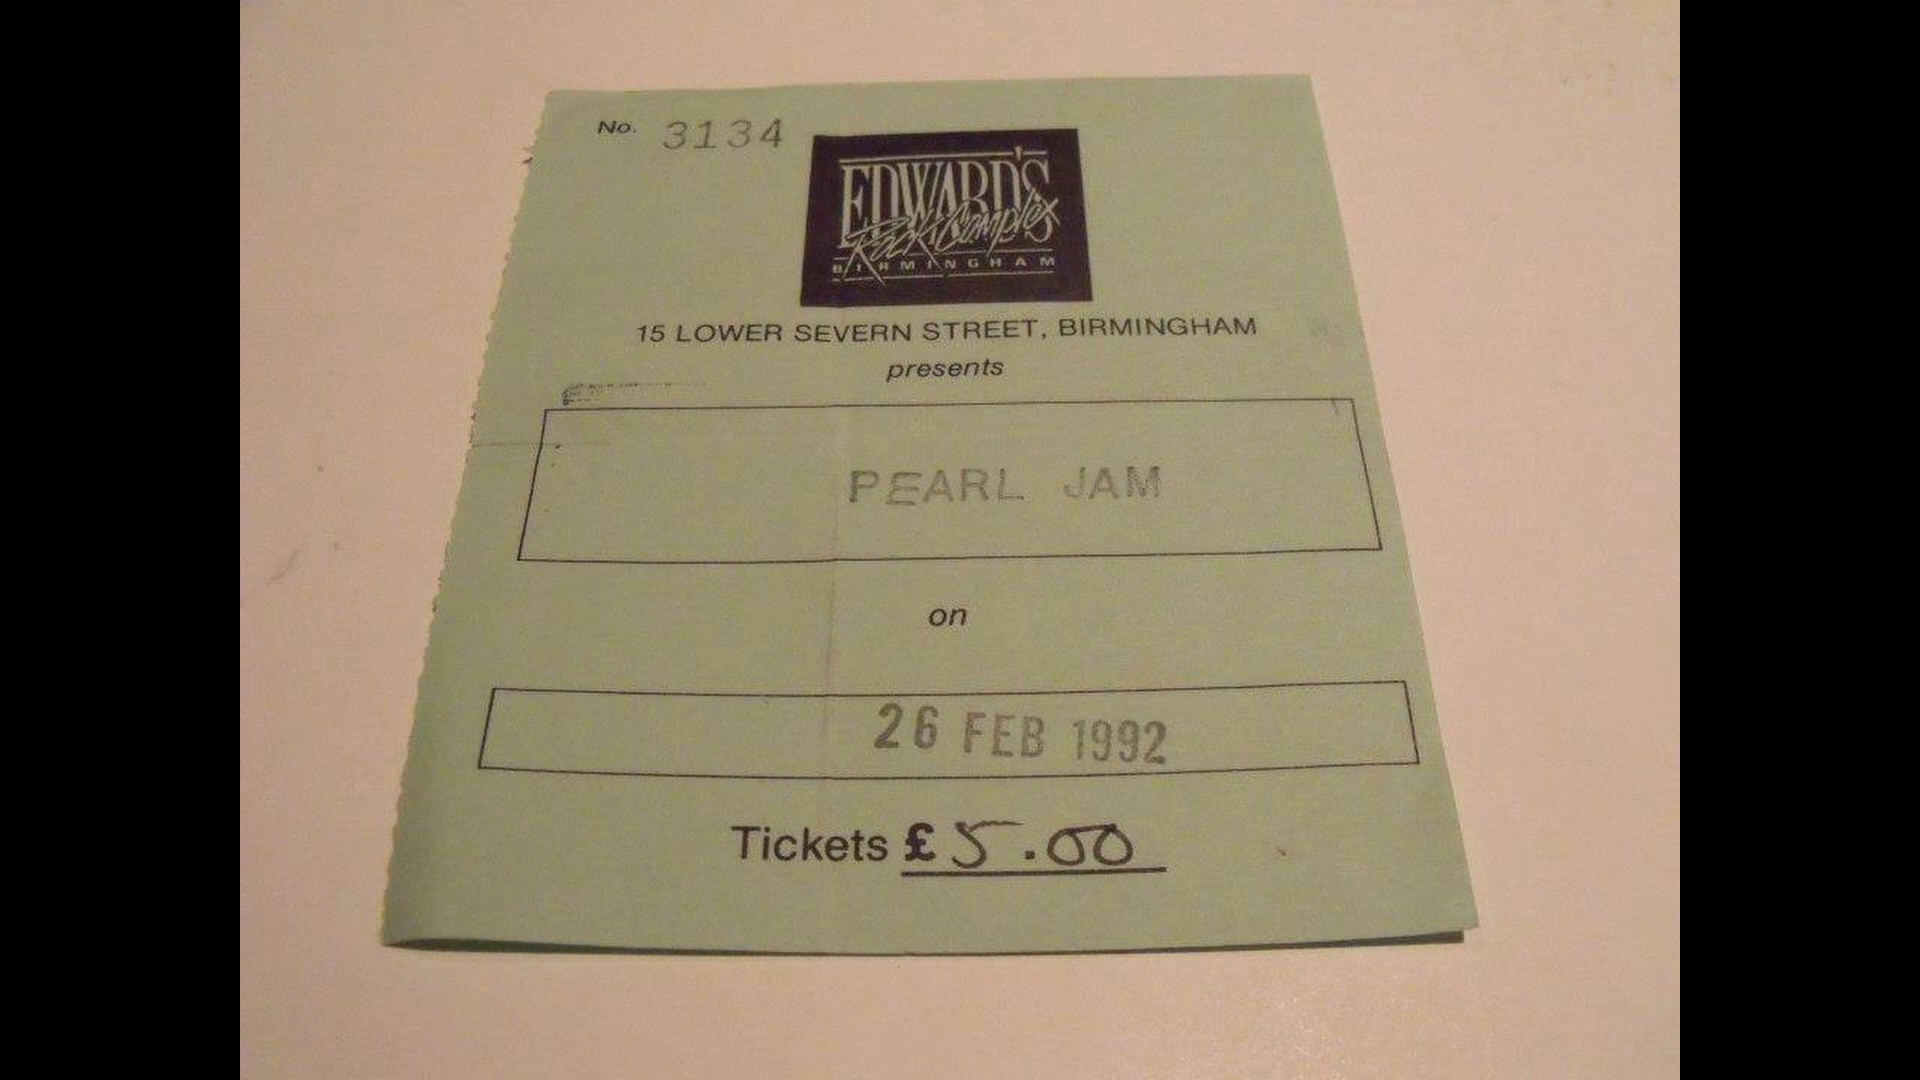 No. 3134
EDWARD'S
Rock Complex
BIRMINGHAM
15 LOWER SEVERN STREET, BIRMINGHAM
presents
PEARL JAM
on
26 FEB 1992
Tickets £5.00